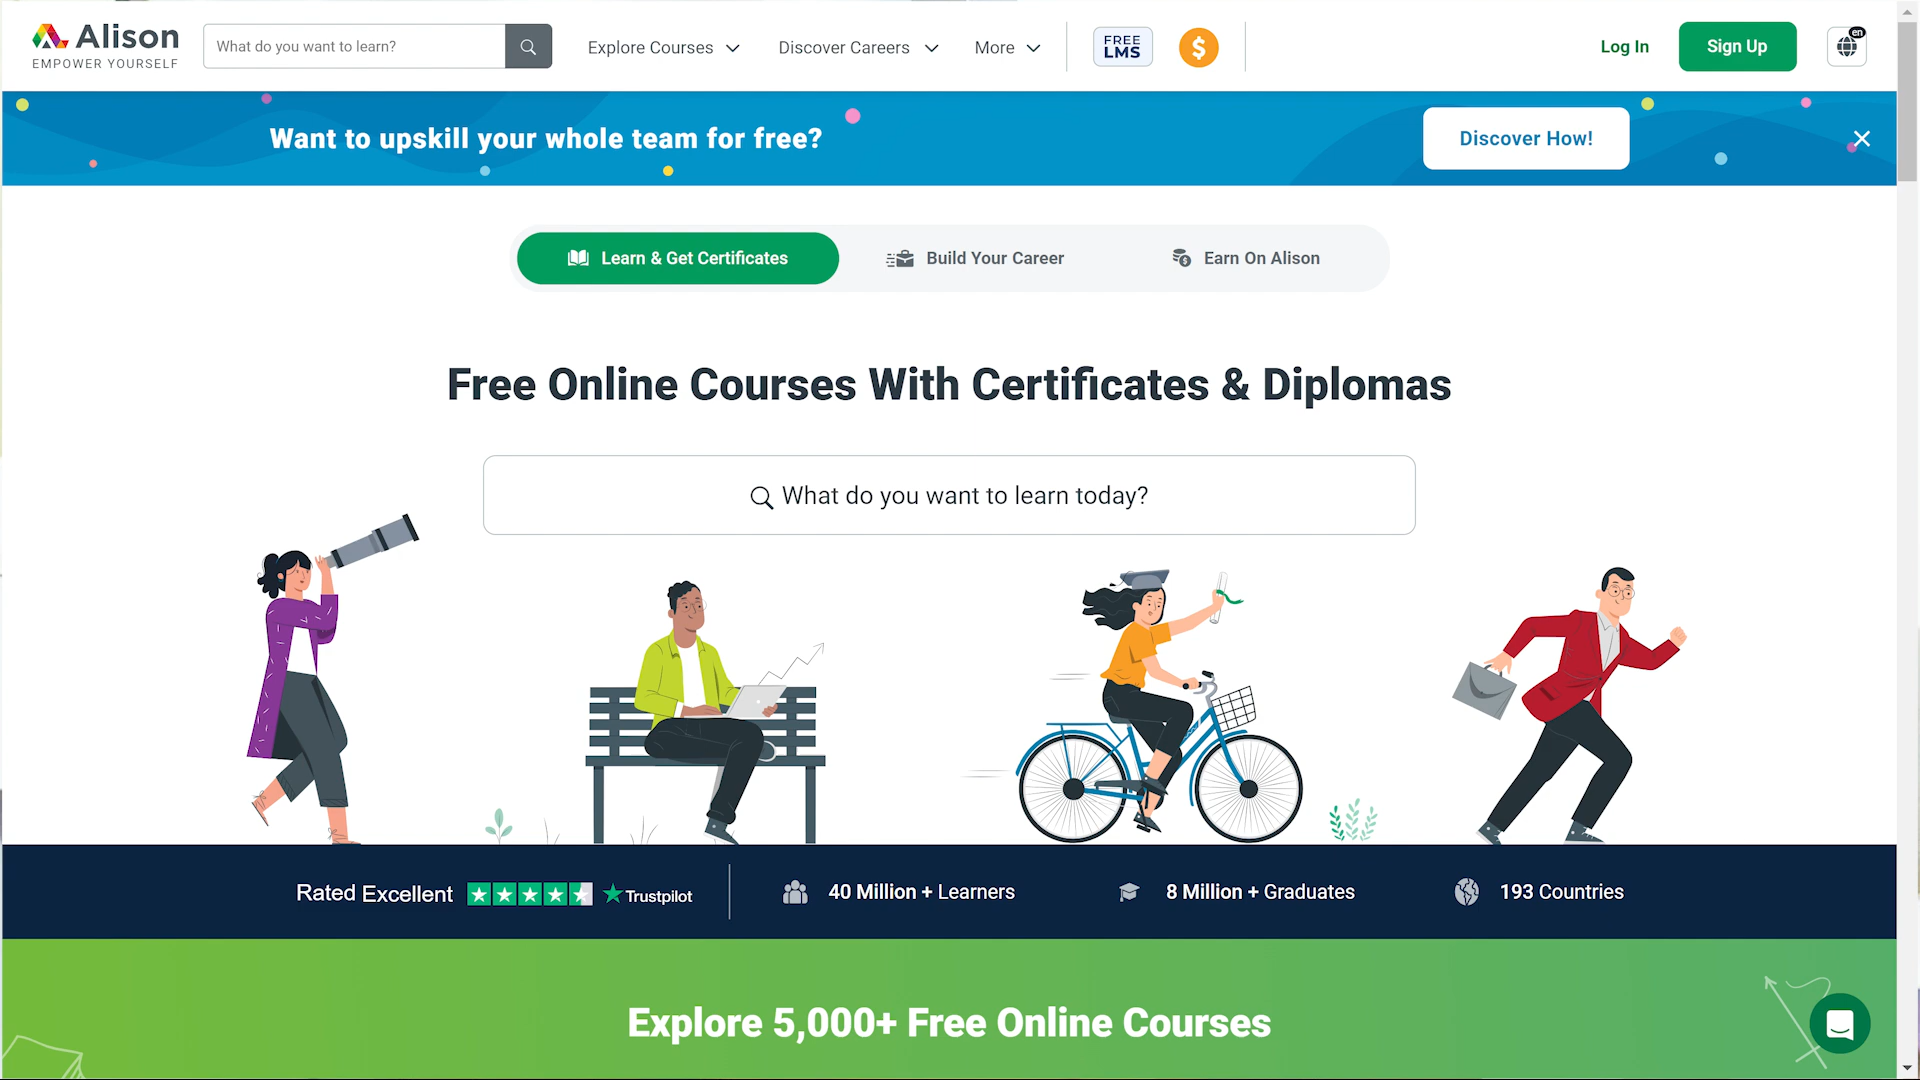 Alison
EMPOWER YOURSELF
What do you want to learn?
Explore Courses
Discover Careers
More
FREE
LMS
$
Log In
Sign Up
en
Want to upskill your whole team for free?
Discover How!
Learn & Get Certificates
Build Your Career
Earn On Alison
Free Online Courses With Certificates & Diplomas
What do you want to learn today?
Rated Excellent
Trustpilot
40 Million + Learners
8 Million + Graduates
193 Countries
Explore 5,000+ Free Online Courses